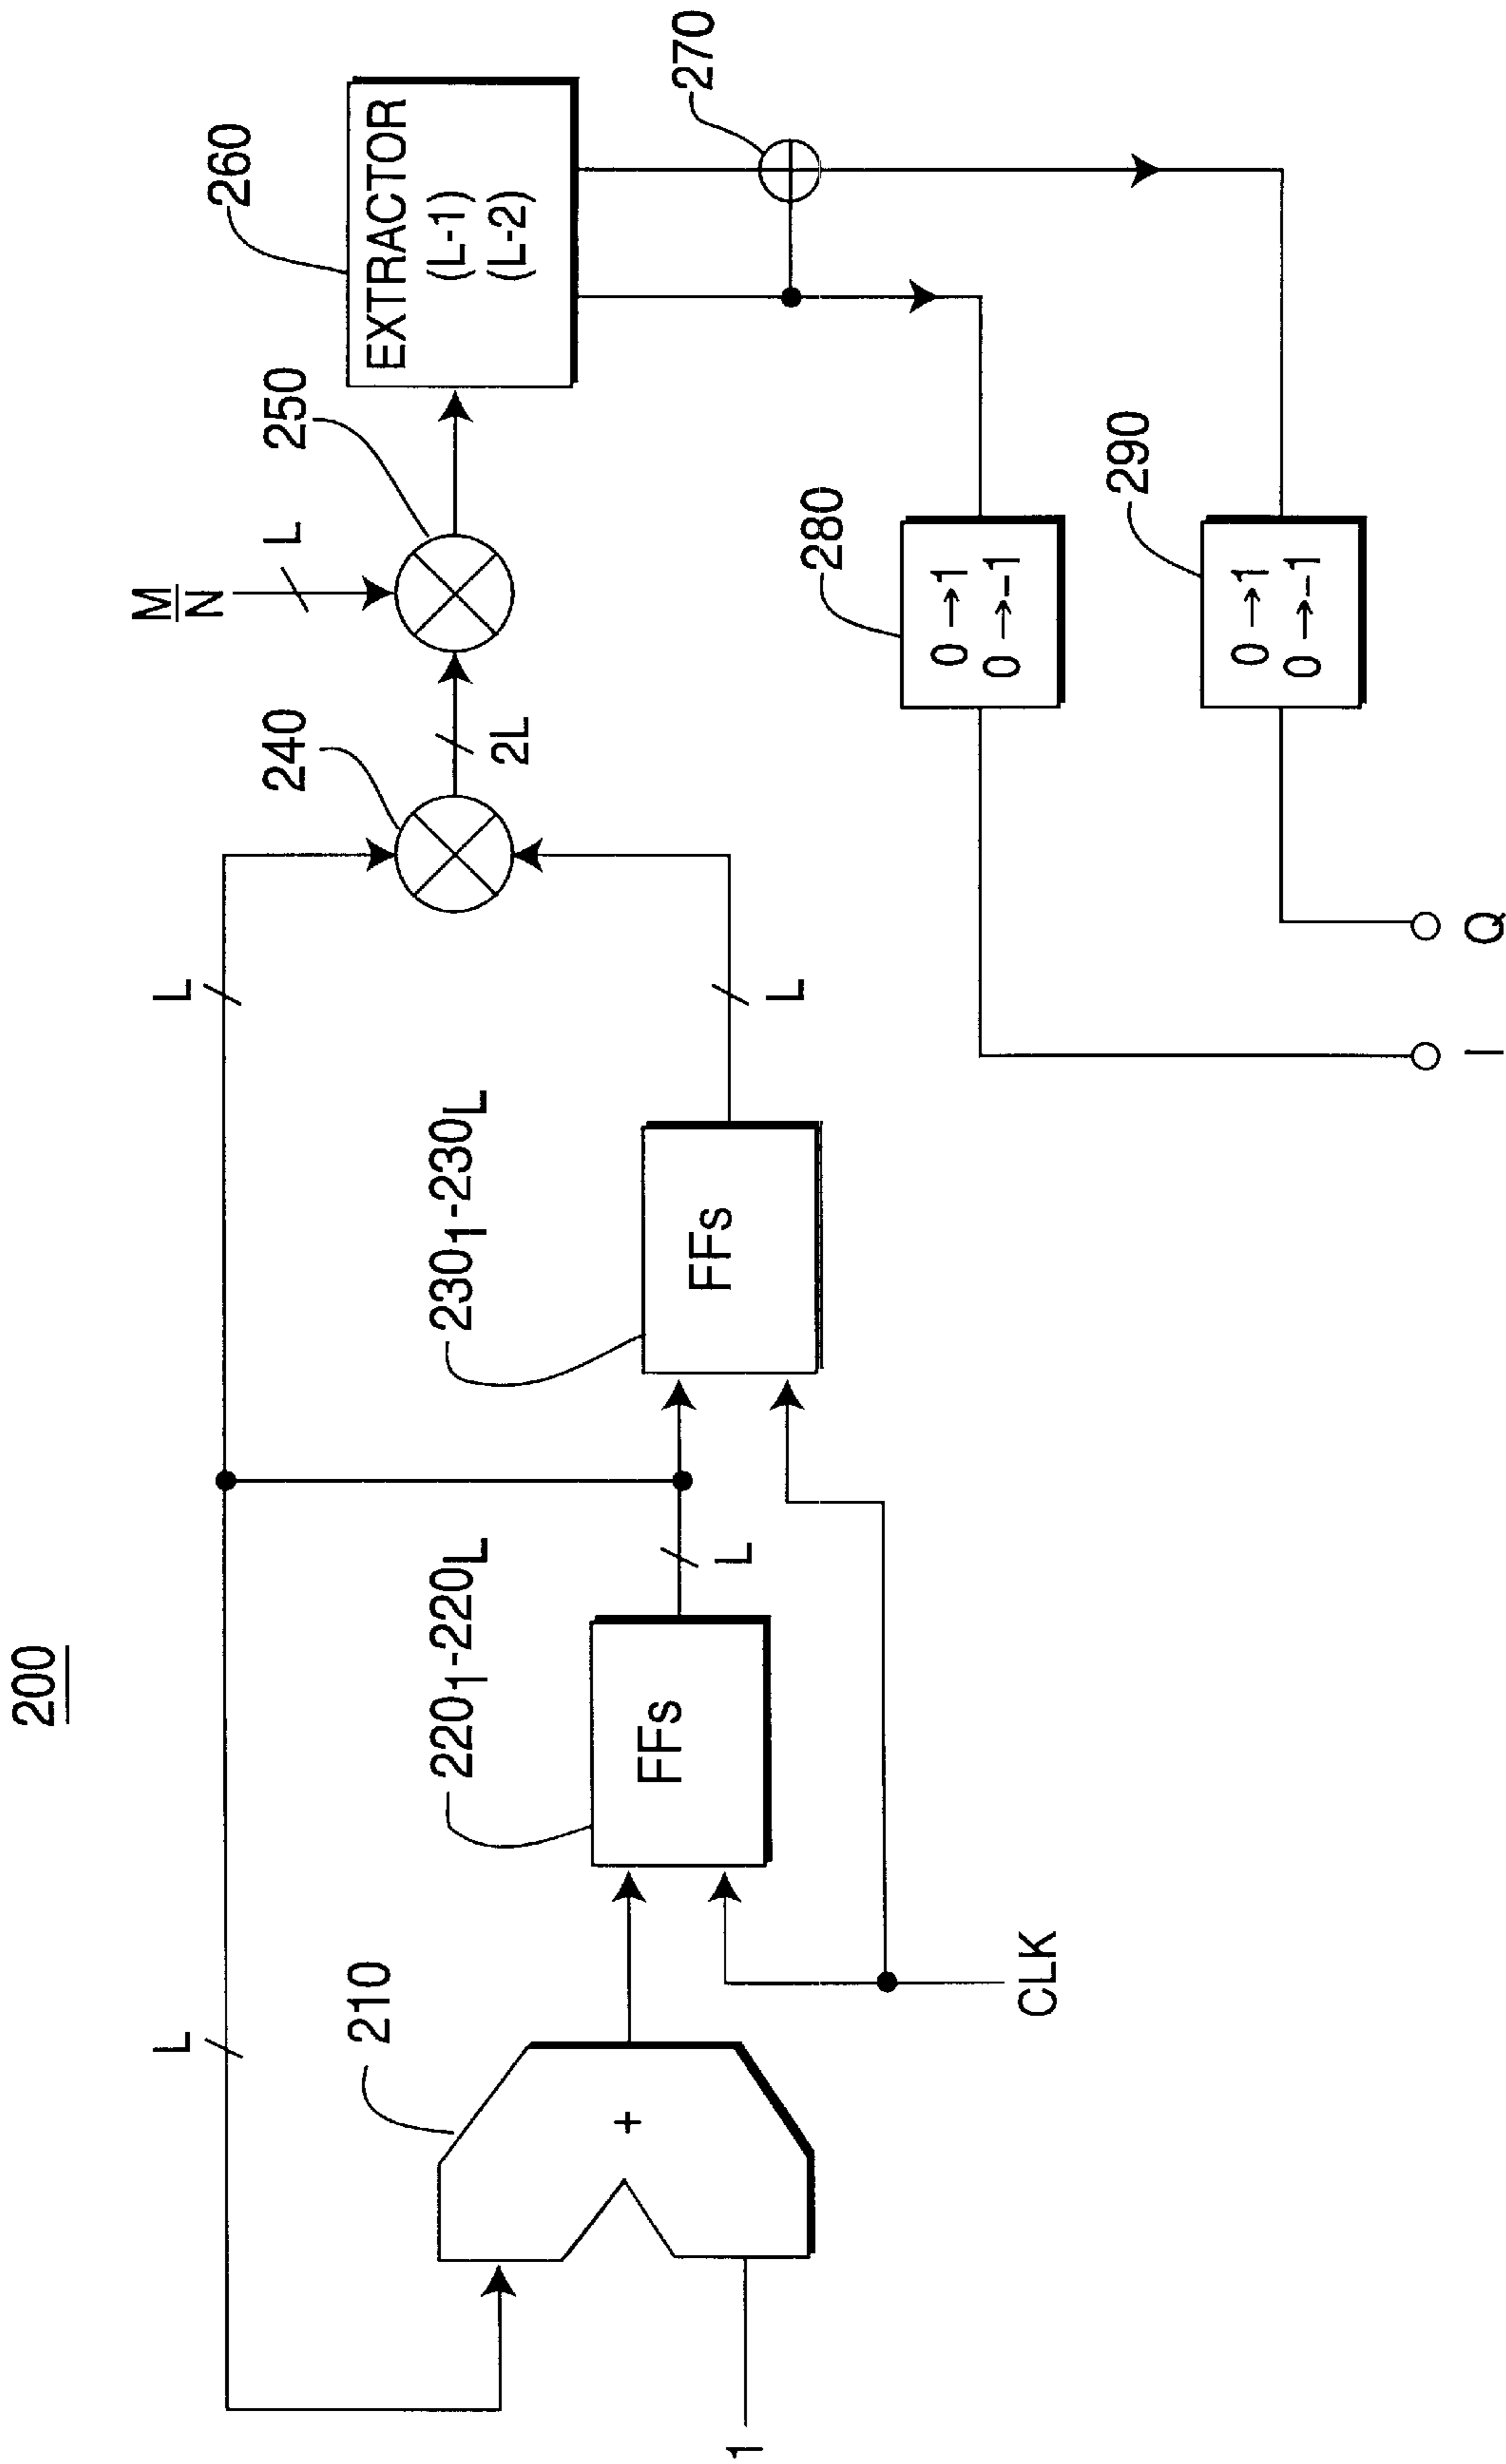 200
L
210
+
1
CLK
220₁-220L
FFs
L
230₁-230L
FFs
L
L
240
2L
M
N
L
250
260
EXTRACTOR
(L-1)
(L-2)
270
280
0→1
0→-1
290
0→1
0→-1
I
Q